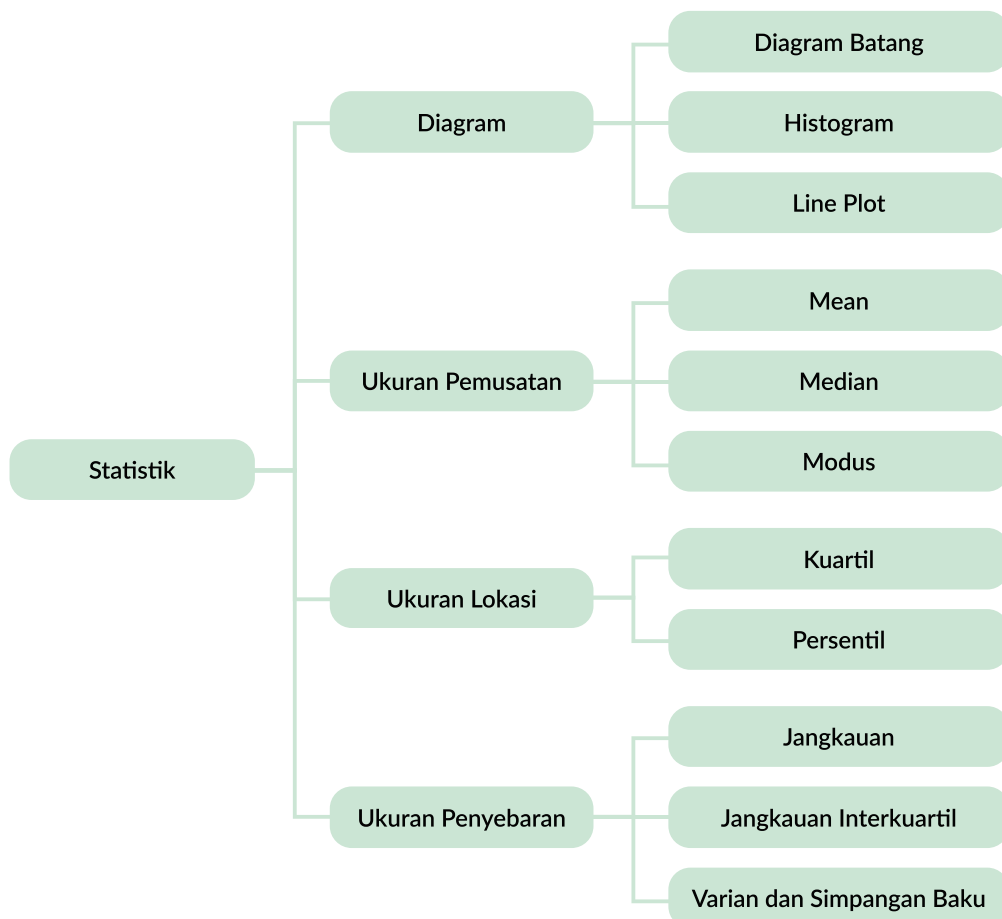 Statistik
Diagram
Diagram Batang
Histogram
Line Plot
Ukuran Pemusatan
Mean
Median
Modus
Ukuran Lokasi
Kuartil
Persentil
Ukuran Penyebaran
Jangkauan
Jangkauan Interkuartil
Varian dan Simpangan Baku